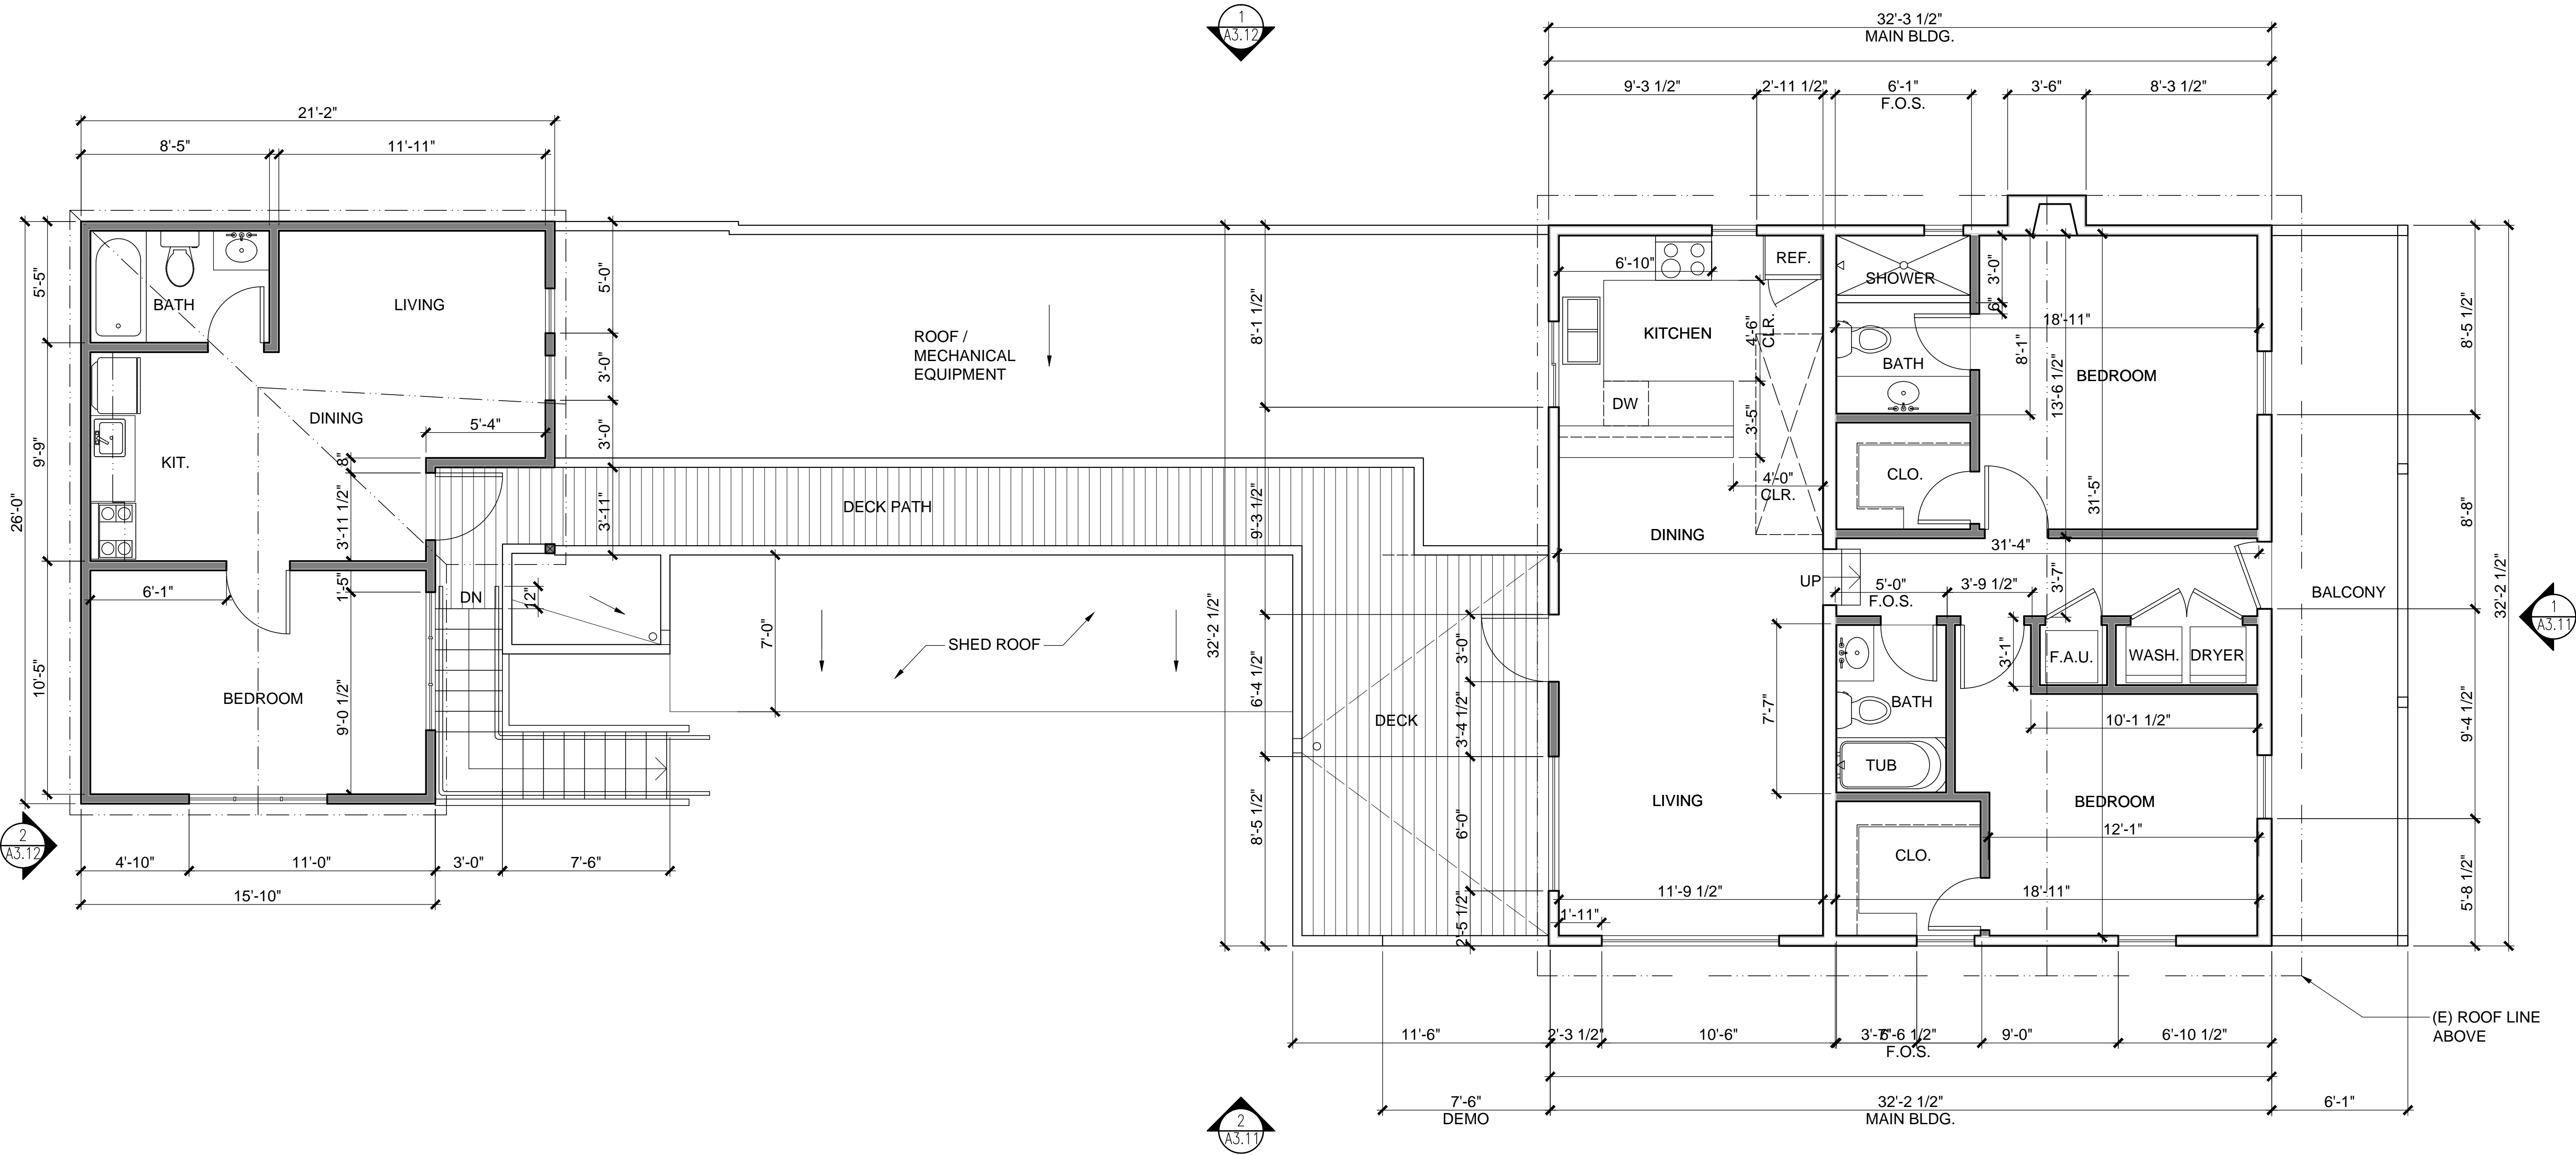 1
A3.12
32'-3 1/2"
MAIN BLDG.
9'-3 1/2"
2'-11 1/2"
6'-1"
F.O.S.
3'-6"
8'-3 1/2"
21'-2"
8'-5"
11'-11"
5'-5"
9'-9"
26'-0"
10'-5"
BATH
LIVING
5'-0"
3'-0"
3'-0"
3'-11"
DINING
5'-4"
KIT.
8"
3'-11 1/2"
6'-1"
1'-5"
BEDROOM
9'-0 1/2"
DN
12"
ROOF /
MECHANICAL
EQUIPMENT
DECK PATH
7'-0"
SHED ROOF
8'-1 1/2"
9'-3 1/2"
32'-2 1/2"
6'-4 1/2"
8'-5 1/2"
3'-0"
3'-4 1/2"
6'-0"
2'-5 1/2"
DECK
6'-10"
REF.
KITCHEN
4'-6"
CLR.
DW
3'-5"
4'-0"
CLR.
DINING
31'-4"
UP
LIVING
11'-9 1/2"
1'-11"
SHOWER
3'-0"
6"
18'-11"
8'-1"
13'-6 1/2"
BATH
BEDROOM
CLO.
31'-5"
5'-0"
F.O.S.
3'-9 1/2"
3'-7"
3'-1"
F.A.U.
WASH.
DRYER
7'-7"
BATH
10'-1 1/2"
TUB
BEDROOM
12'-1"
CLO.
18'-11"
BALCONY
8'-5 1/2"
8'-8"
32'-2 1/2"
9'-4 1/2"
5'-8 1/2"
1
A3.11
2
A3.12
4'-10"
11'-0"
3'-0"
7'-6"
15'-10"
(E) ROOF LINE
ABOVE
11'-6"
2'-3 1/2"
10'-6"
F.O.S.
9'-0"
6'-10 1/2"
7'-6"
DEMO
32'-2 1/2"
MAIN BLDG.
6'-1"
2
A3.11